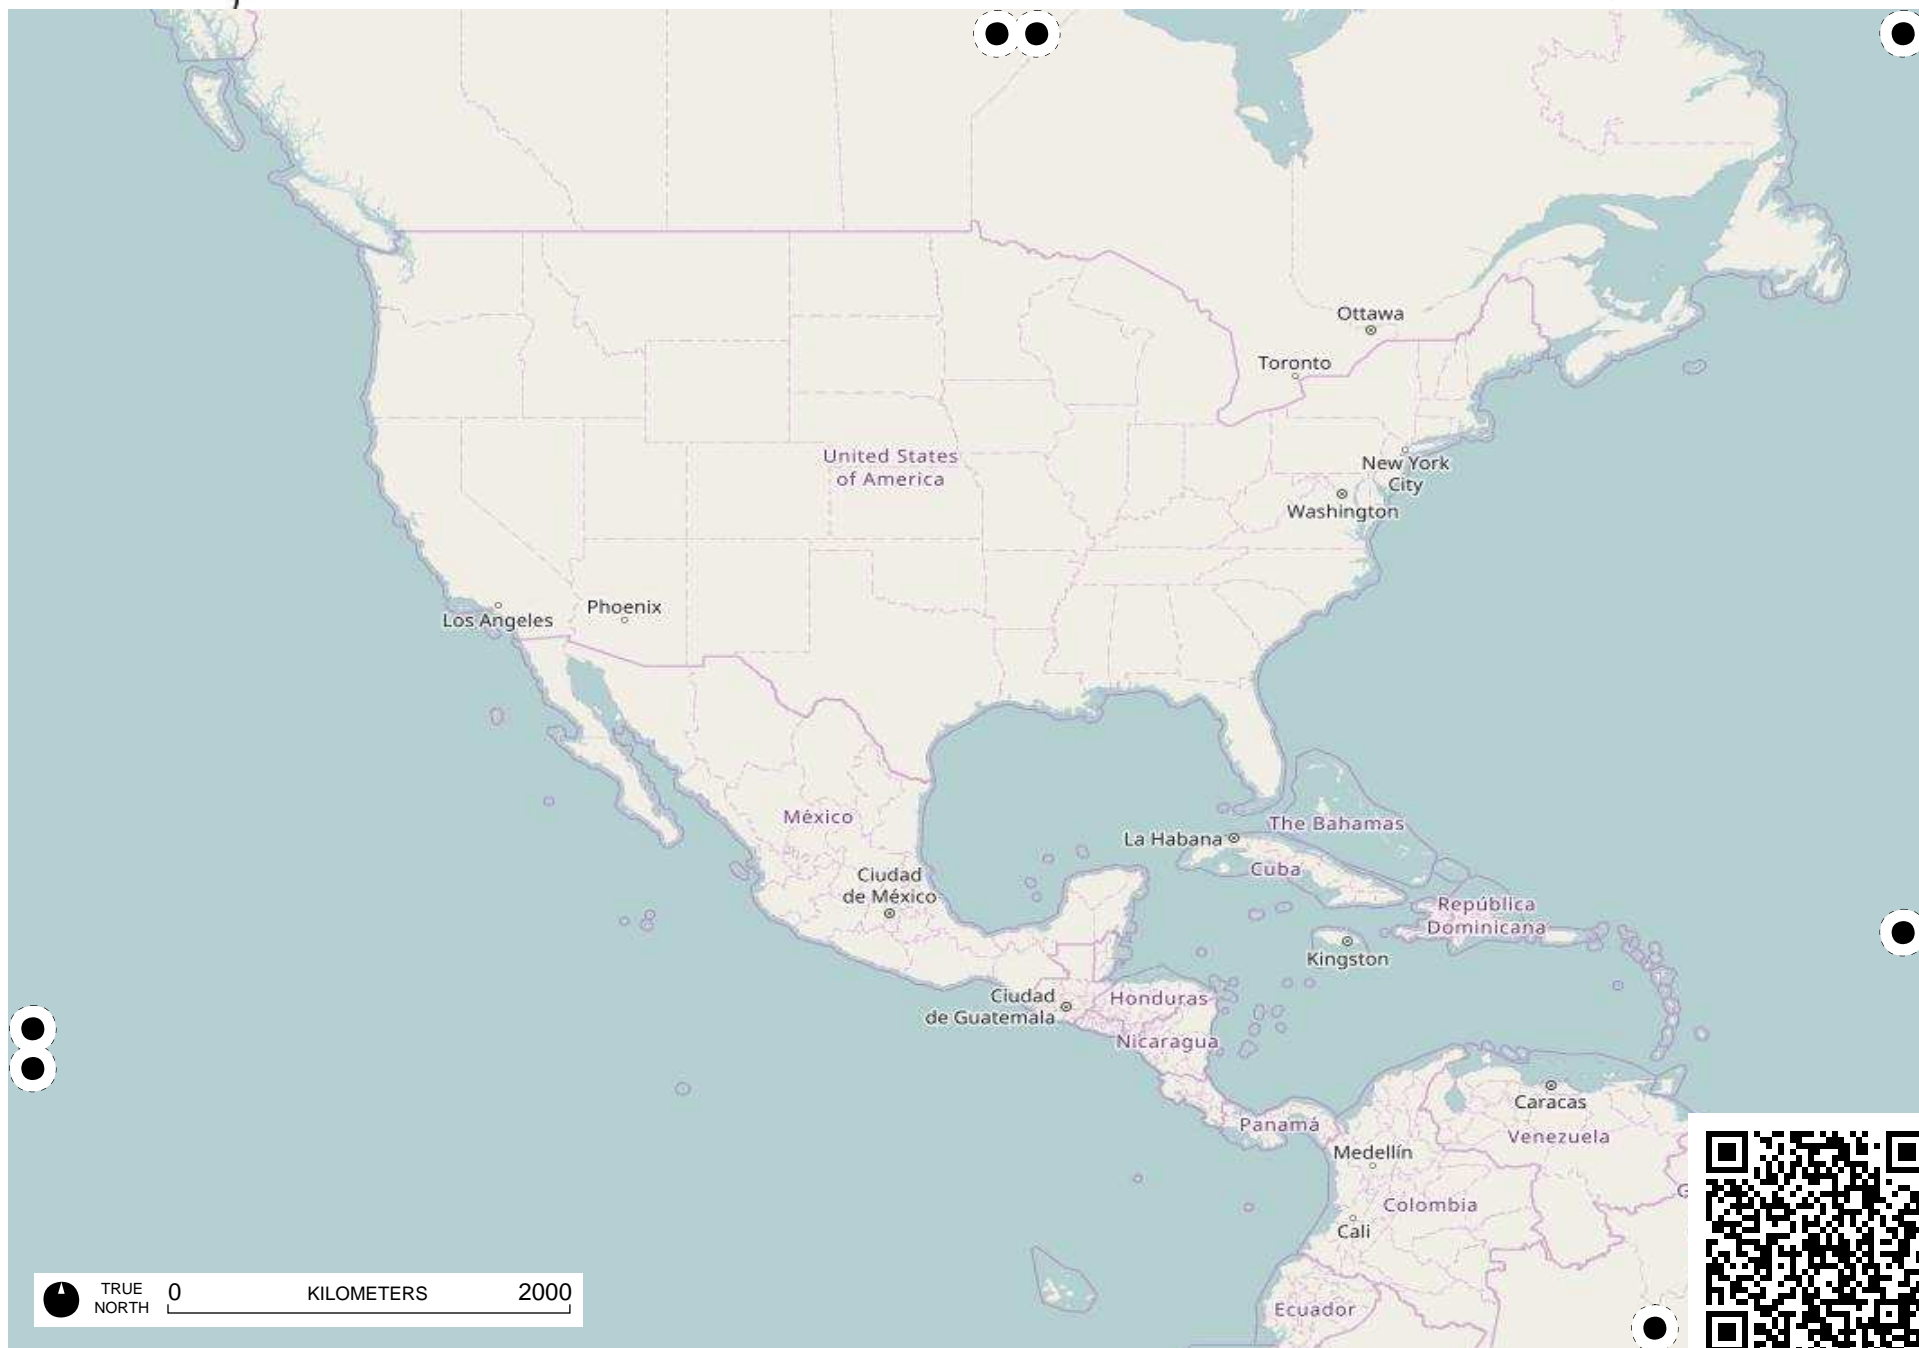 Ottawa
Toronto
United States
of America
New York
City
Washington
Los Angeles
Phoenix
México
The Bahamas
La Habana
Cuba
Ciudad
de México
República
Dominicana
Kingston
Ciudad
de Guatemala
Honduras
Nicaragua
Caracas
Panamá
Venezuela
Medellín
Colombia
Cali
TRUE
NORTH
0
KILOMETERS
2000
Ecuador